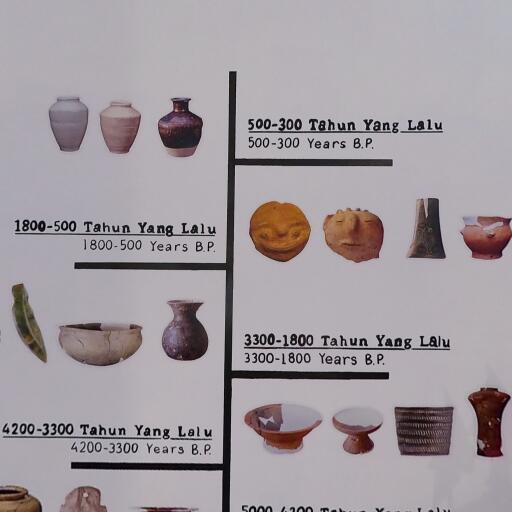 500-300 Tahun Yang Lalu
500-300 Years B.P.
1800-500 Tahun Yang Lalu
1800-500 Years B.P.
3300-1800 Tahun Yang Lalu
3300-1800 Years B.P.
4200-3300 Tahun Yang Lalu
4200-3300 Years B.P.
5000-4200 Tahun Yang Lalu